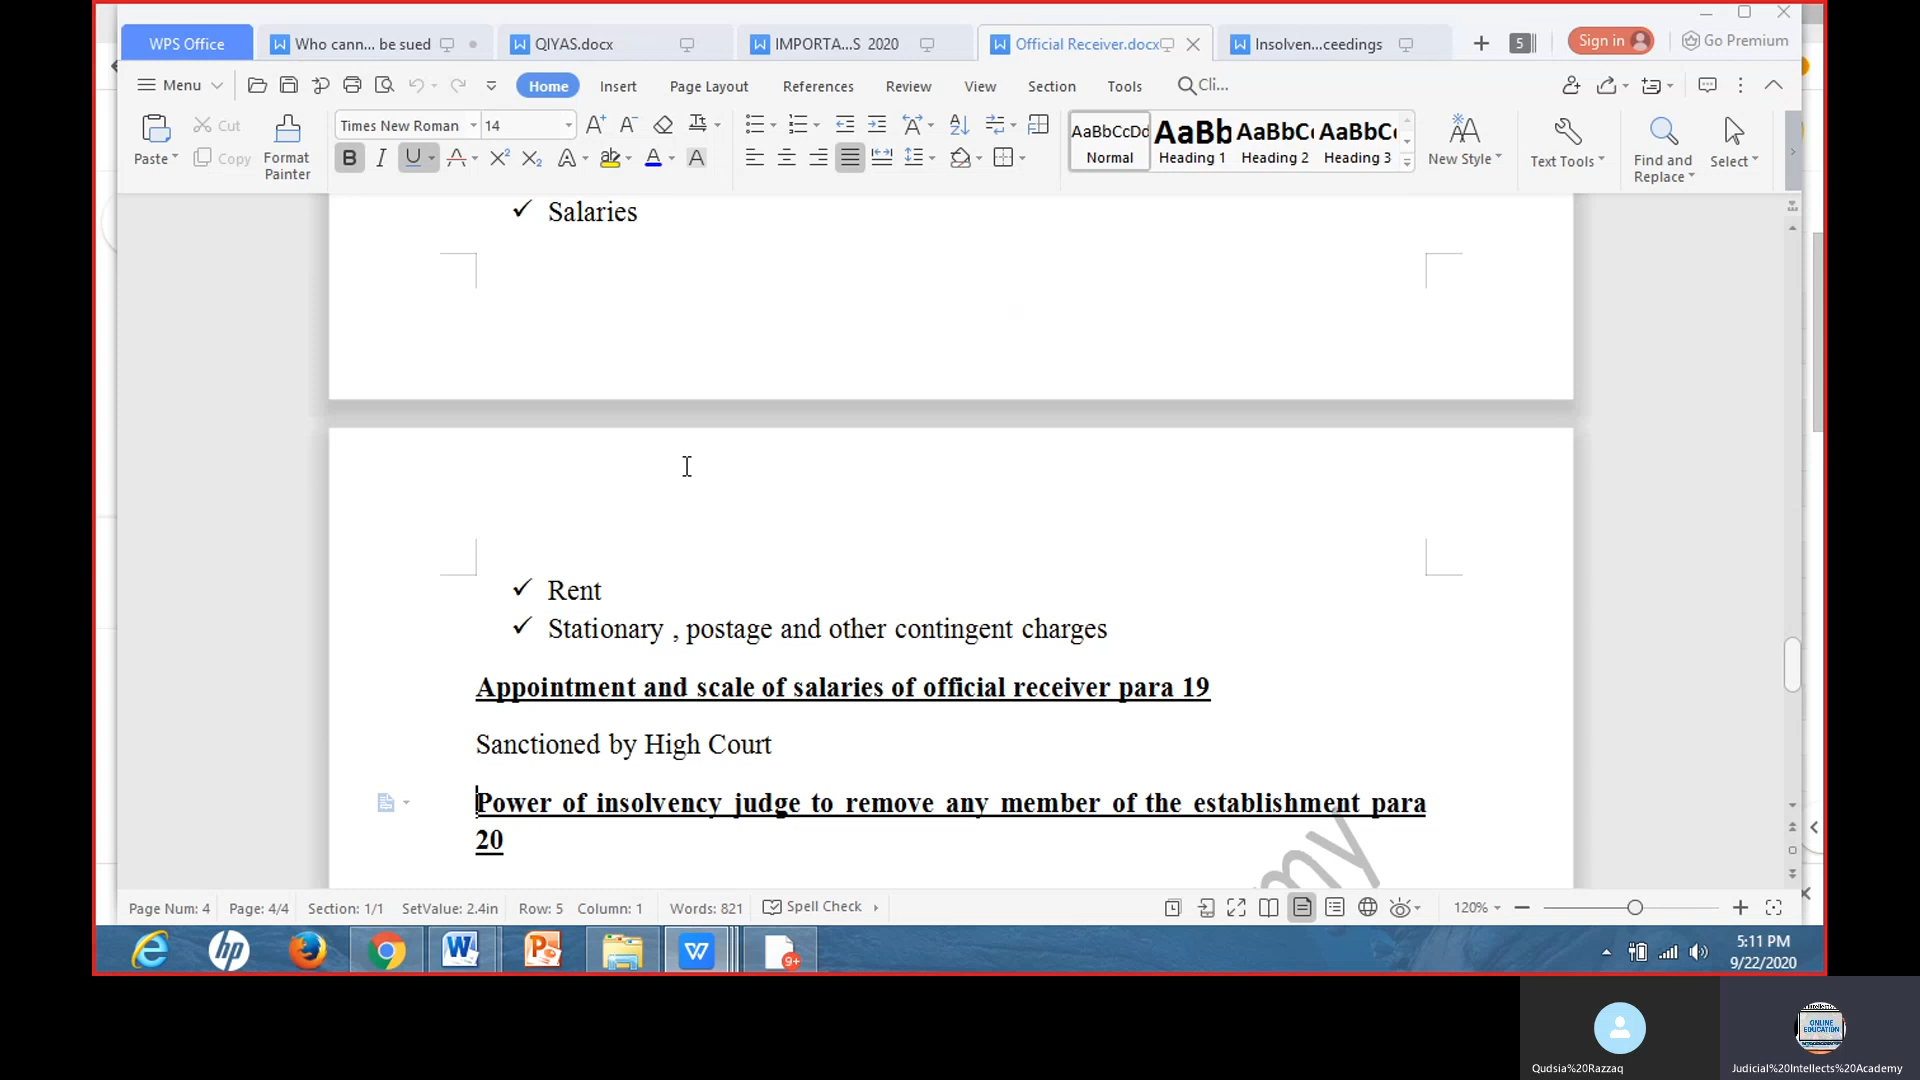 WPS Office
Who cann... be sued
QIYAS.docx
IMPORTA...S 2020
Official Receiver.docx
Insolven...ceedings
5
Sign in
Go Premium
Menu
Home
Insert
Page Layout
References
Review
View
Section
Tools
Cli...
Paste
Cut
Copy
Format
Painter
Times New Roman
14
AaBbCcDd
Normal
AaBb
Heading 1
AaBbC
Heading 2
AaBbC
Heading 3
New Style
Text Tools
Find and
Replace
Select
✓ Salaries
✓ Rent
✓ Stationary , postage and other contingent charges
Appointment and scale of salaries of official receiver para 19
Sanctioned by High Court
Power of insolvency judge to remove any member of the establishment para
20
my
Page Num: 4
Page: 4/4
Section: 1/1
SetValue: 2.4in
Row: 5
Column: 1
Words: 821
Spell Check
120%
9+
5:11 PM
9/22/2020
ONLINE
EDUCATION
Qudsia%20Razzaq
Judicial%20Intellects%20Academy